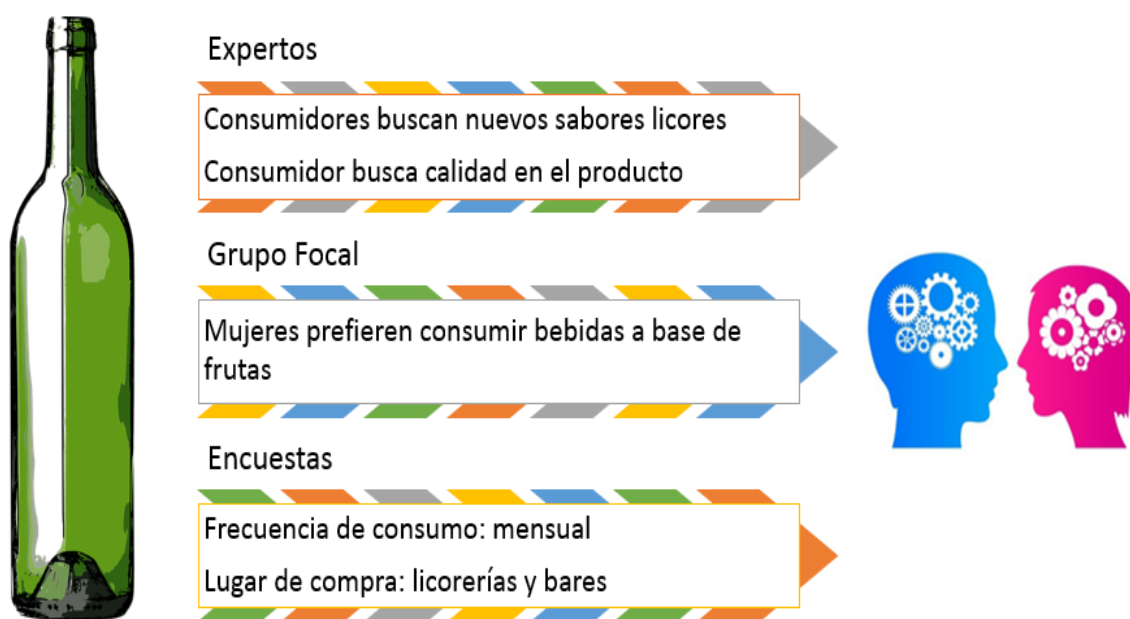 Expertos
Consumidores buscan nuevos sabores licores
Consumidor busca calidad en el producto
Grupo Focal
Mujeres prefieren consumir bebidas a base de
frutas
Encuestas
Frecuencia de consumo: mensual
Lugar de compra: licorerías y bares